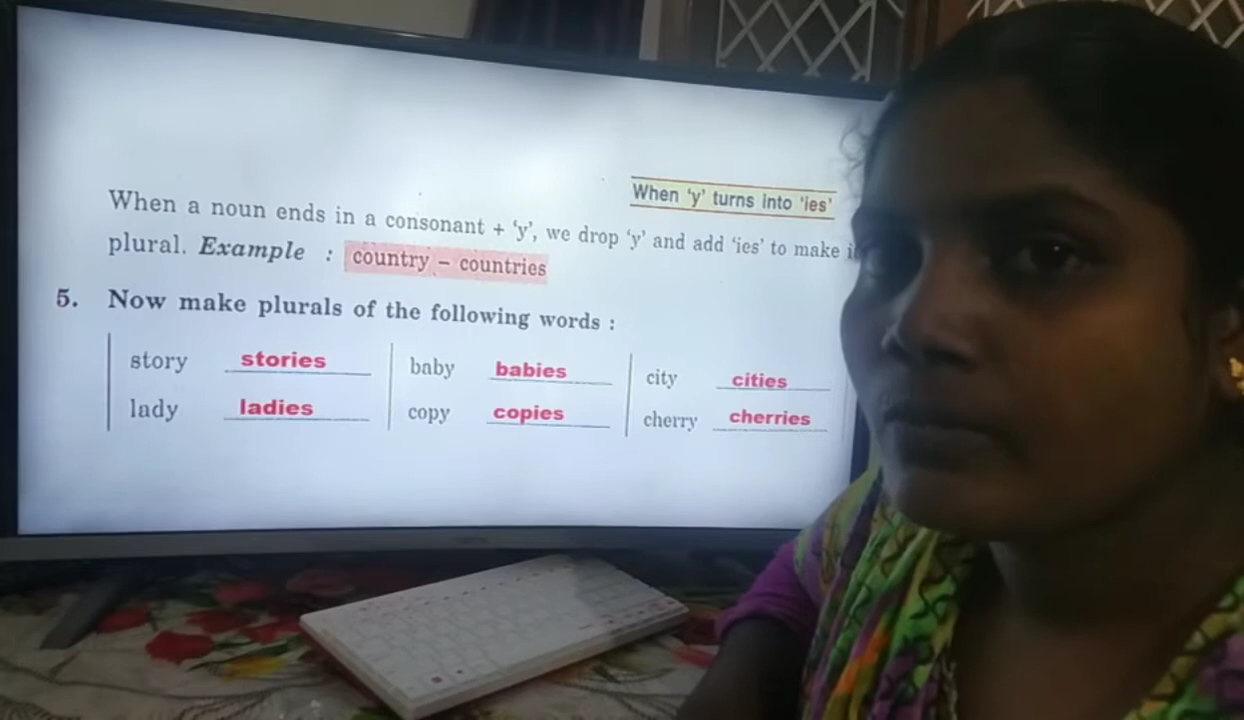 When 'y' turns into 'ies'
When a noun ends in a consonant + 'y', we drop 'y' and add 'ies' to make
plural. Example : country – countries
5. Now make plurals of the following words :
story stories baby babies city cities
lady ladies copy copies cherry cherries